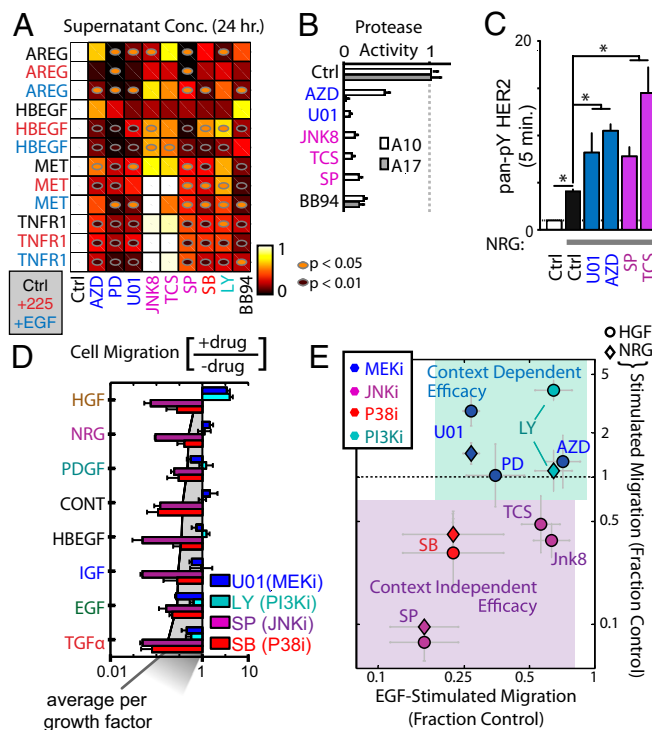 A
Supernatant Conc. (24 hr.)
AREG
AREG
AREG
HBEGF
HBEGF
HBEGF
MET
MET
MET
TNFR1
TNFR1
TNFR1
Ctrl
AZD
PD
U01
JNK8
TCS
SP
SB
LY
BB94
Ctrl
+225
+EGF
1
0
p < 0.05
p < 0.01
B
Protease
Activity
0
1
Ctrl
AZD
U01
JNK8
TCS
SP
BB94
A10
A17
C
pan-pY HER2
(5 min.)
20
0
*
*
*
NRG:
Ctrl
Ctrl
U01
AZD
SP
TCS
D
Cell Migration
+drug
-drug
HGF
NRG
PDGF
CONT
HBEGF
IGF
EGF
TGFα
U01(MEKi)
LY (PI3Ki)
SP (JNKi)
SB (P38i)
0.01
1
10
average per
growth factor
E
MEKi
JNKi
P38i
PI3Ki
HGF
NRG
Context Dependent
Efficacy
U01
LY
AZD
PD
TCS
Jnk8
SB
Context Independent
Efficacy
SP
5
2
1
0.5
0.1
Stimulated Migration
(Fraction Control)
0.1
0.25
0.5
1
EGF-Stimulated Migration
(Fraction Control)